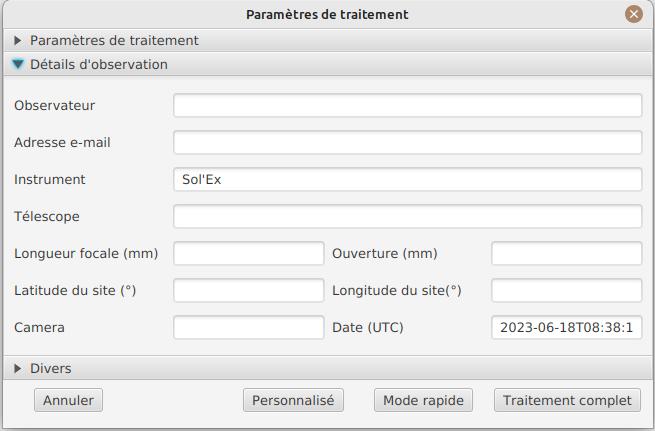 Paramètres de traitement
Paramètres de traitement
Détails d'observation
Observateur
Adresse e-mail
Instrument Sol'Ex
Télescope
Longueur focale (mm) Ouverture (mm)
Latitude du site (°) Longitude du site(°)
Camera Date (UTC) 2023-06-18T08:38:1
Divers
Annuler Personnalisé Mode rapide Traitement complet